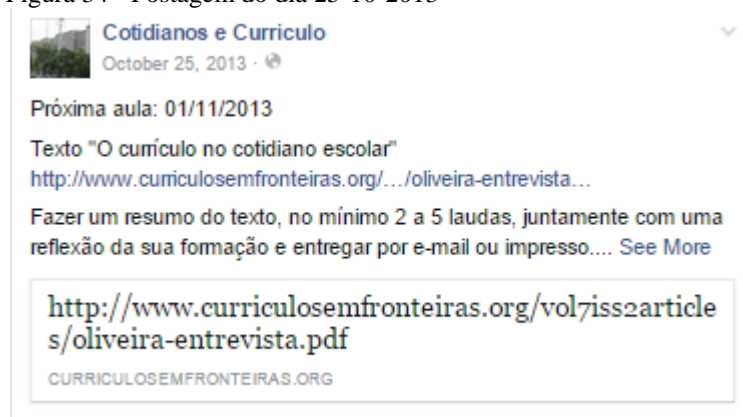 Figura 34 - Postagem do dia 25-10-2013
Cotidianos e Curriculo
October 25, 2013 ·
Próxima aula: 01/11/2013
Texto "O currículo no cotidiano escolar"
http://www.curriculosemfronteiras.org/…/oliveira-entrevista…
Fazer um resumo do texto, no mínimo 2 a 5 laudas, juntamente com uma
reflexão da sua formação e entregar por e-mail ou impresso.... See More
http://www.curriculosemfronteiras.org/vol7iss2article
s/oliveira-entrevista.pdf
CURRICULOSEMFRONTEIRAS.ORG